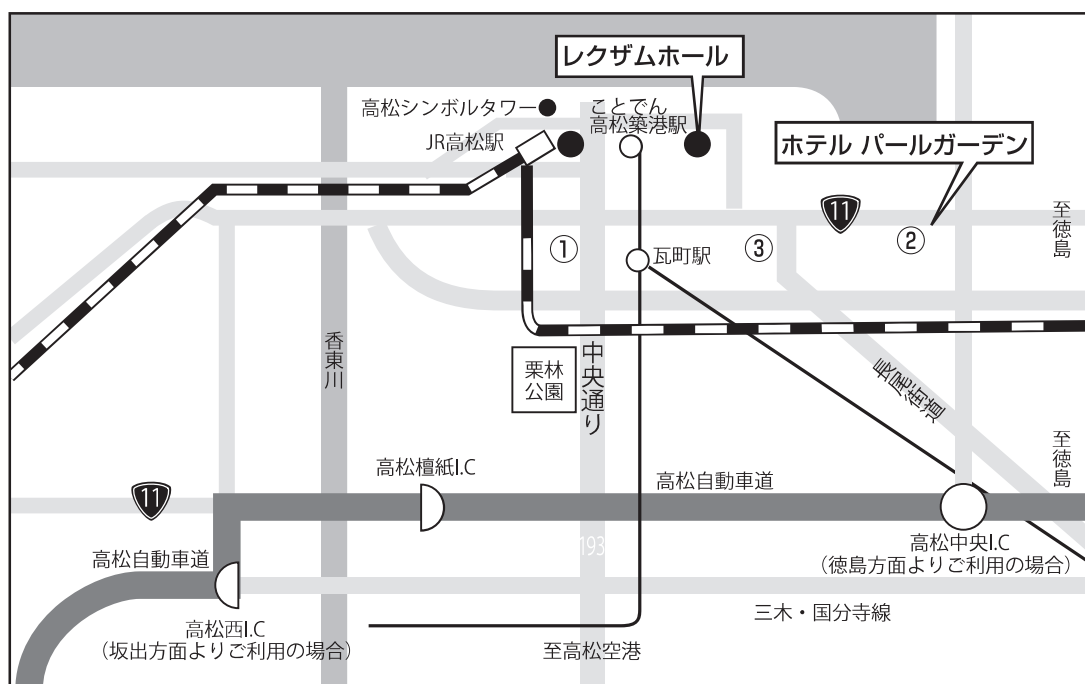 レクザムホール
高松シンボルタワー
ことでん
高松築港駅
JR高松駅
ホテル パールガーデン
11
至徳島
①
②
③
瓦町駅
香東川
栗林
公園
中央通り
長尾街道
至徳島
高松檀紙I.C
高松自動車道
11
高松自動車道
193
高松中央I.C
(徳島方面よりご利用の場合)
高松西I.C
(坂出方面よりご利用の場合)
三木・国分寺線
至高松空港